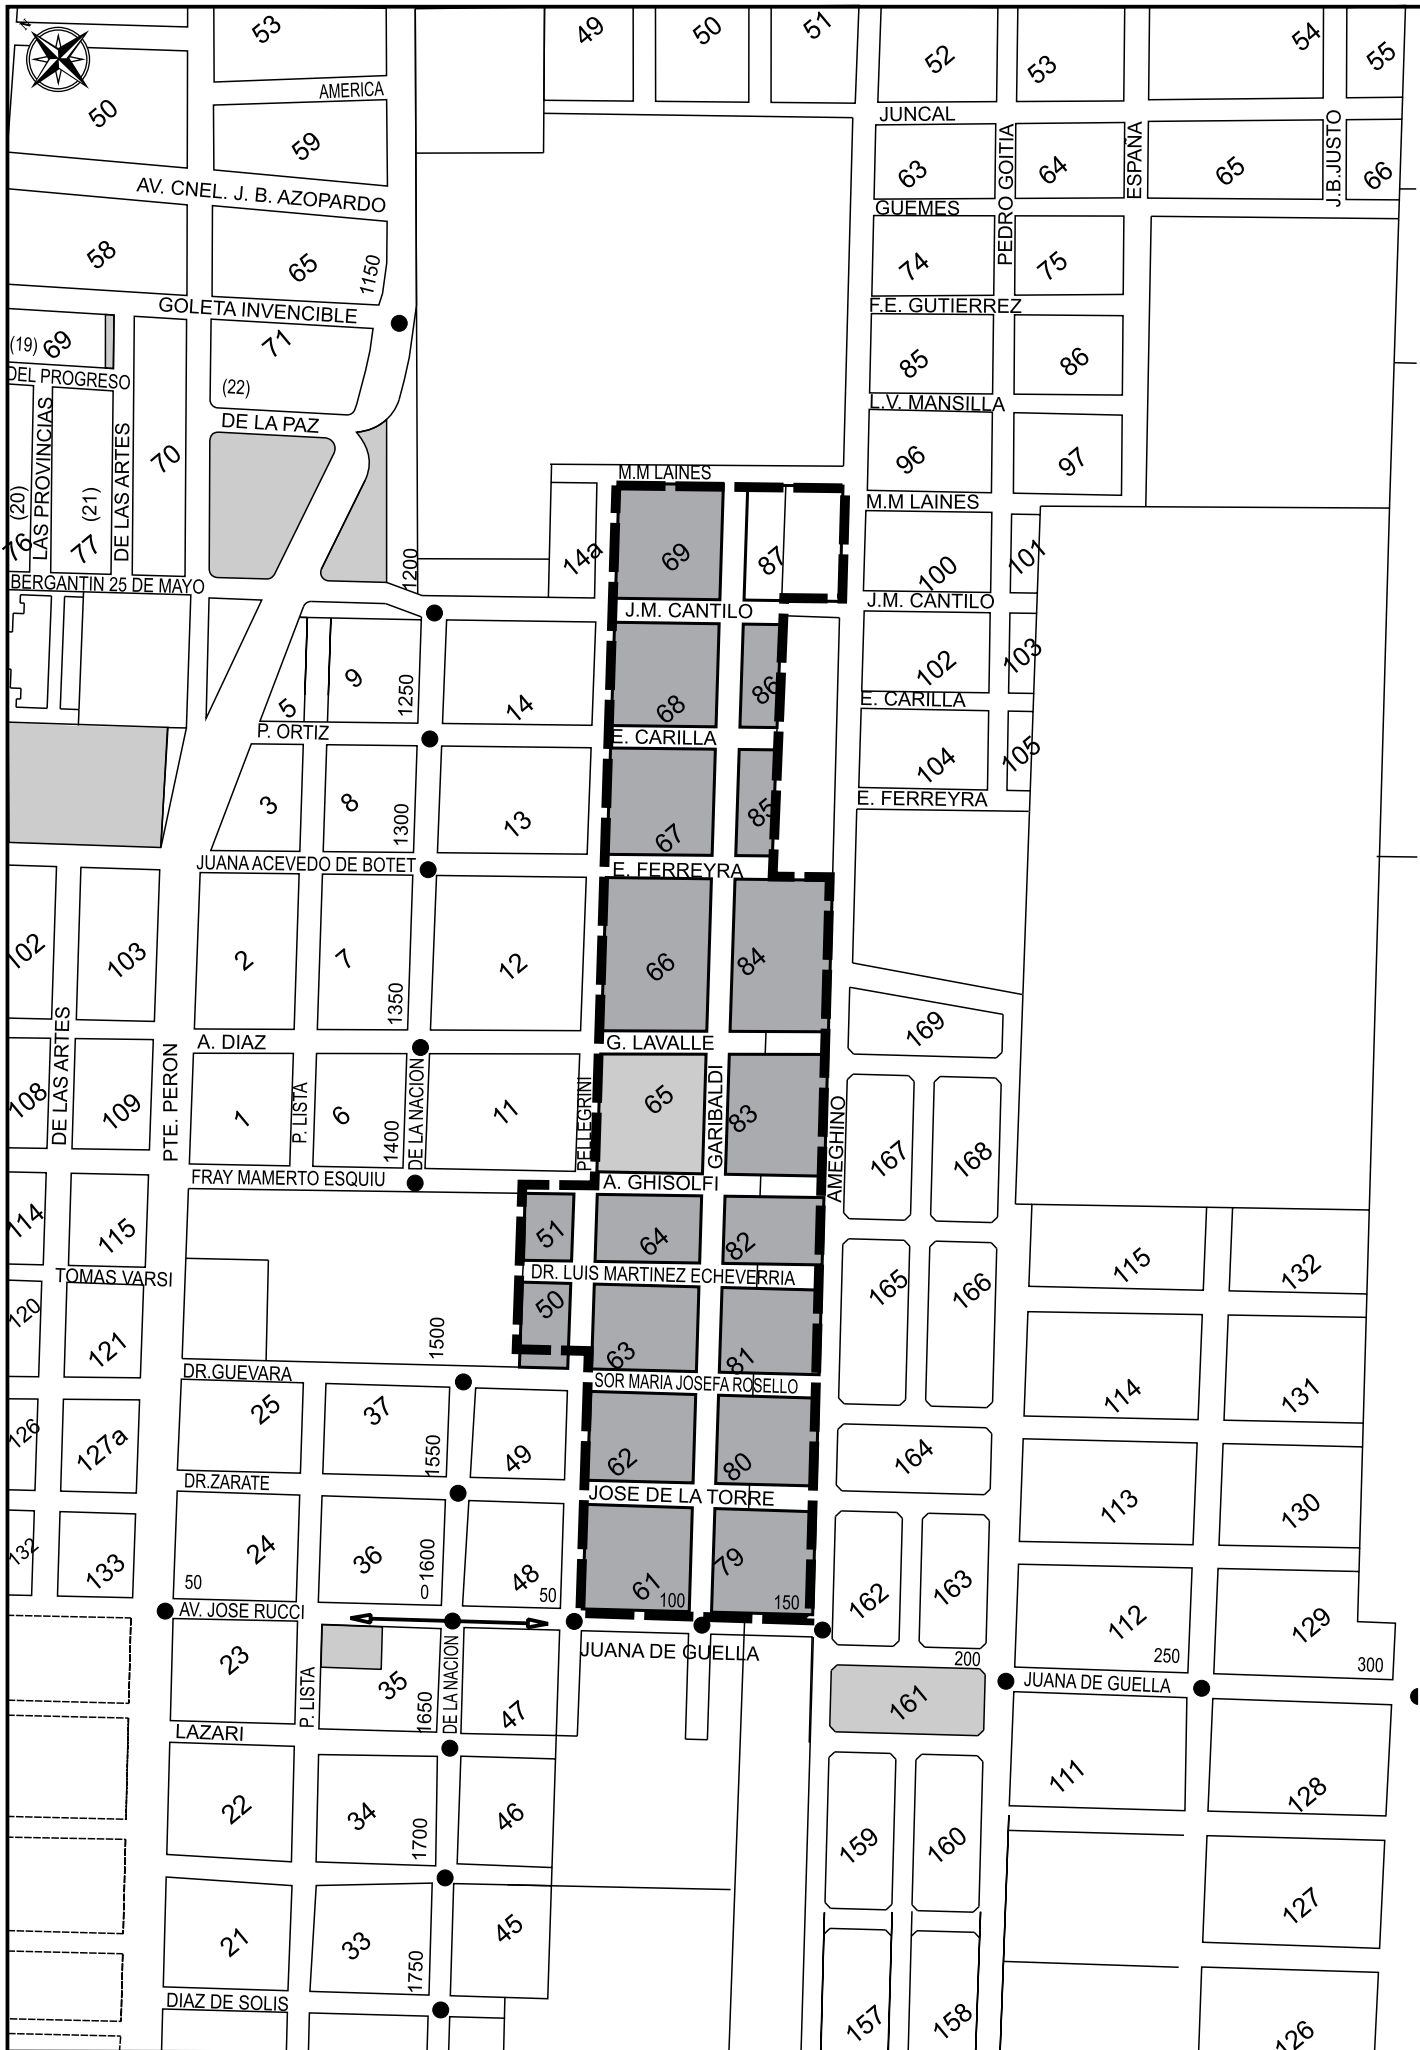 N
53
49
50
51
52
53
54
55
AMERICA
50
59
JUNCAL
63
PEDRO GOITIA
64
ESPAÑA
65
J.B.JUSTO
66
AV. CNEL. J. B. AZOPARDO
GUEMES
58
65
1150
74
75
GOLETA INVENCIBLE
F.E. GUTIERREZ
(19)
69
71
85
86
DEL PROGRESO
(22)
L.V. MANSILLA
DE LA PAZ
LAS PROVINCIAS
DE LAS ARTES
70
96
97
M.M LAINES
M.M LAINES
(20)
(21)
76
77
1200
14a
69
87
100
101
BERGANTIN 25 DE MAYO
J.M. CANTILO
J.M. CANTILO
5
9
1250
14
68
86
102
103
P. ORTIZ
E. CARILLA
E. CARILLA
3
8
1300
13
67
85
104
105
E. FERREYRA
JUANA ACEVEDO DE BOTET
E. FERREYRA
102
103
2
7
1350
12
66
84
DE LAS ARTES
PTE. PERON
A. DIAZ
G. LAVALLE
169
108
109
1
P. LISTA
6
1400
DE LA NACION
11
PELLEGRINI
65
GARIBALDI
83
AMEGHINO
167
168
FRAY MAMERTO ESQUIU
A. GHISOLFI
114
115
51
64
82
165
166
115
132
TOMAS VARSI
DR. LUIS MARTINEZ ECHEVERRIA
120
121
1500
50
63
81
DR.GUEVARA
SOR MARIA JOSEFA ROSELLO
126
127a
25
37
1550
49
62
80
164
114
131
DR.ZARATE
JOSE DE LA TORRE
132
133
24
50
36
0
1600
48
50
61
100
79
150
162
163
113
130
AV. JOSE RUCCI
JUANA DE GUELLA
112
129
23
P. LISTA
35
1650
DE LA NACION
47
200
250
300
JUANA DE GUELLA
161
LAZARI
22
34
1700
46
159
160
111
128
21
33
1750
45
127
DIAZ DE SOLIS
157
158
126